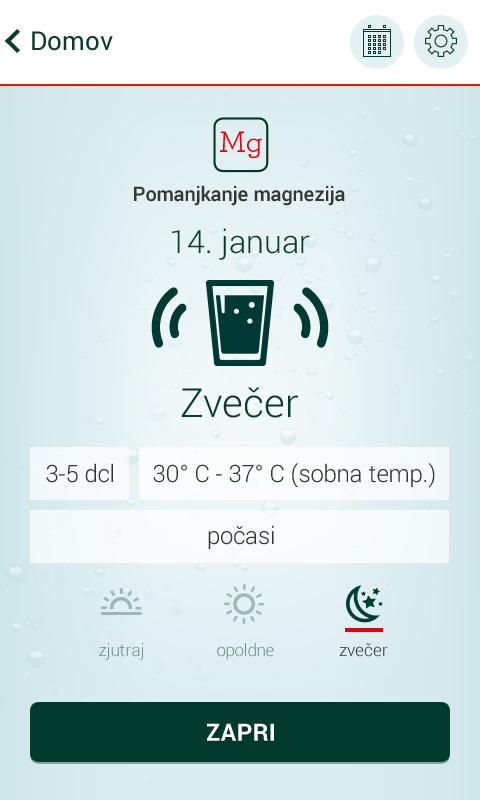 Domov
Mg
Pomanjkanje magnezija
14. januar
Zvečer
3-5 dcl
30° C - 37° C (sobna temp.)
počasi
zjutraj
opoldne
zvečer
ZAPRI